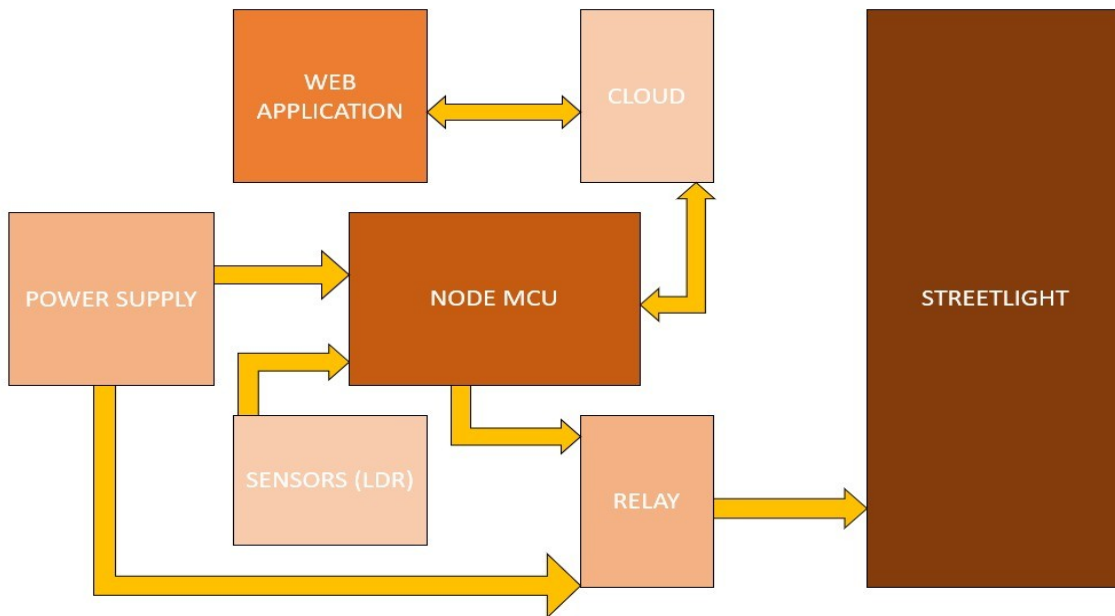 WEB
APPLICATION
CLOUD
POWER SUPPLY
NODE MCU
STREETLIGHT
SENSORS (LDR)
RELAY